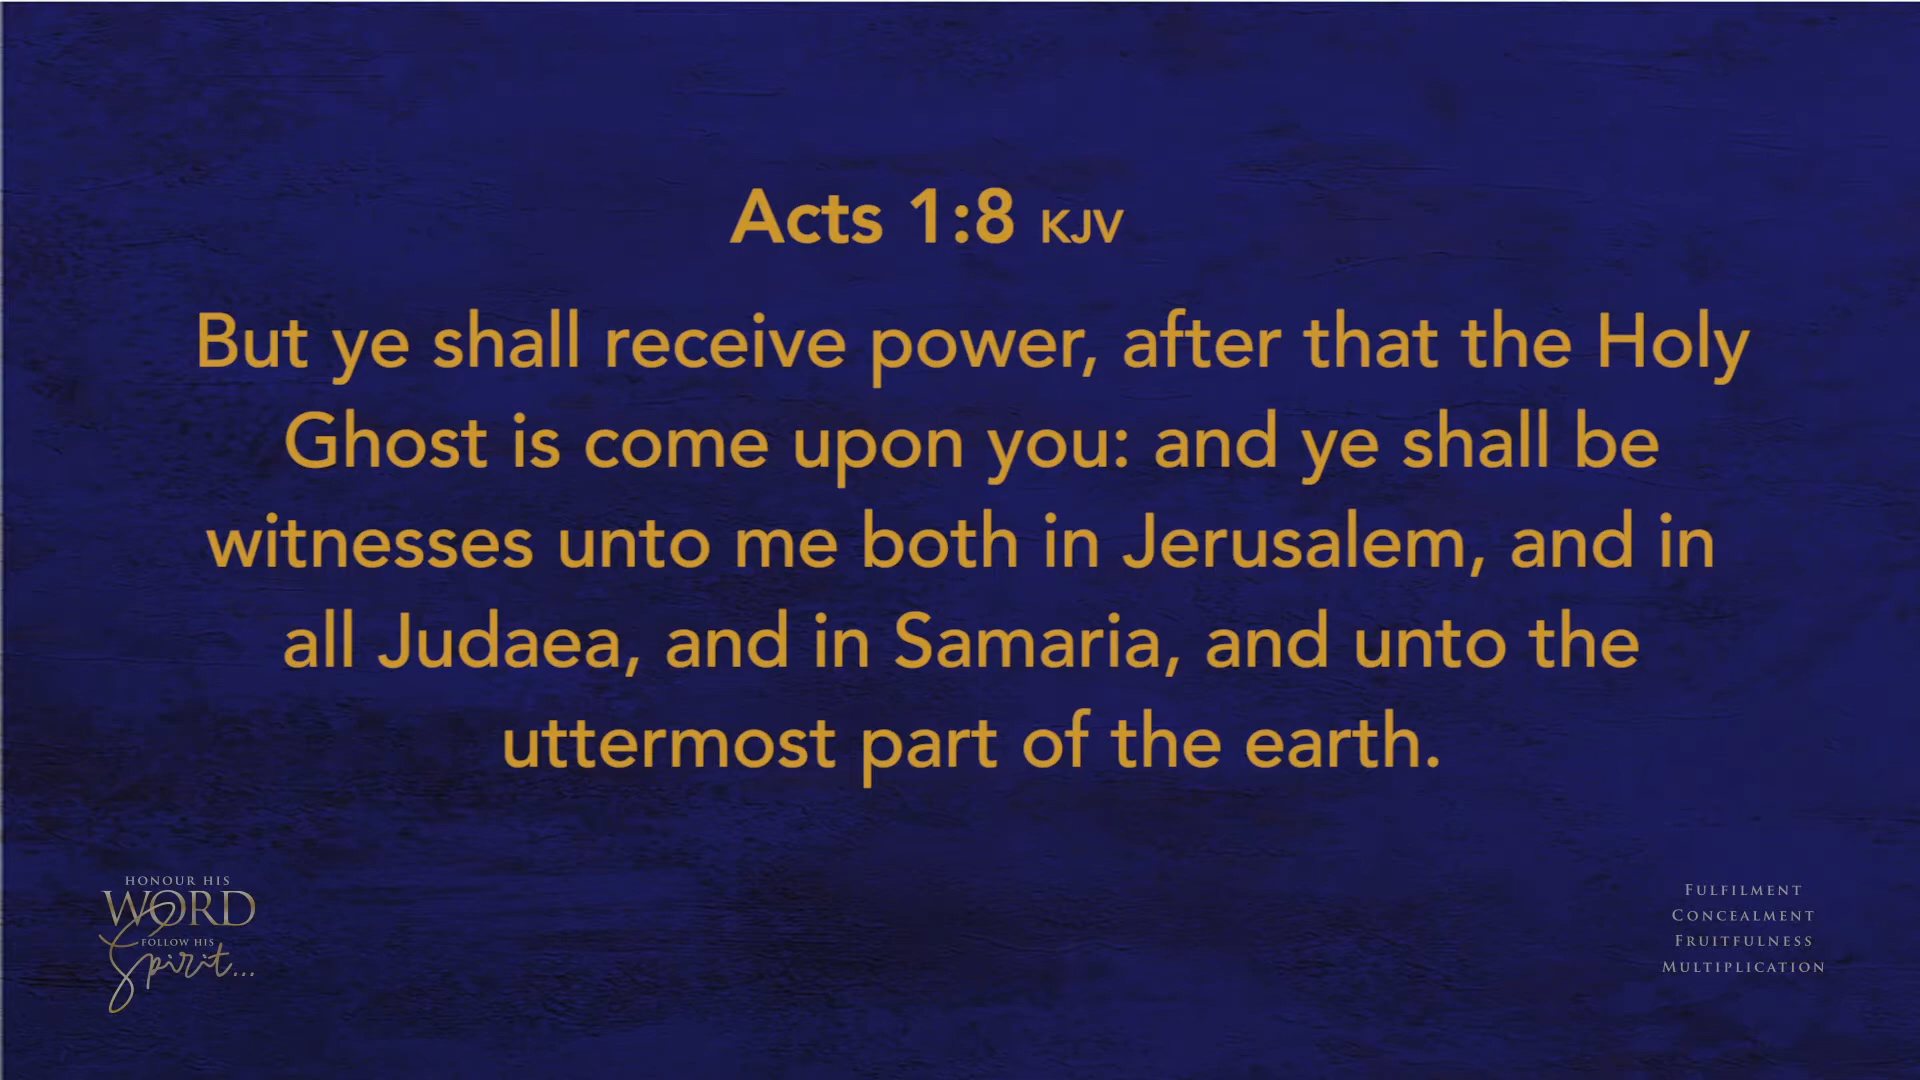 Acts 1:8 KJV
But ye shall receive power, after that the Holy
Ghost is come upon you: and ye shall be
witnesses unto me both in Jerusalem, and in
all Judaea, and in Samaria, and unto the
uttermost part of the earth.
HONOUR HIS
WORD
FOLLOW HIS
Spirit...
FULFILMENT
CONCEALMENT
FRUITFULNESS
MULTIPLICATION